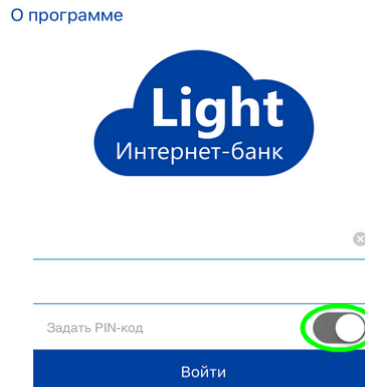 О программе
Light
Интернет-банк
Задать PIN-код
Войти